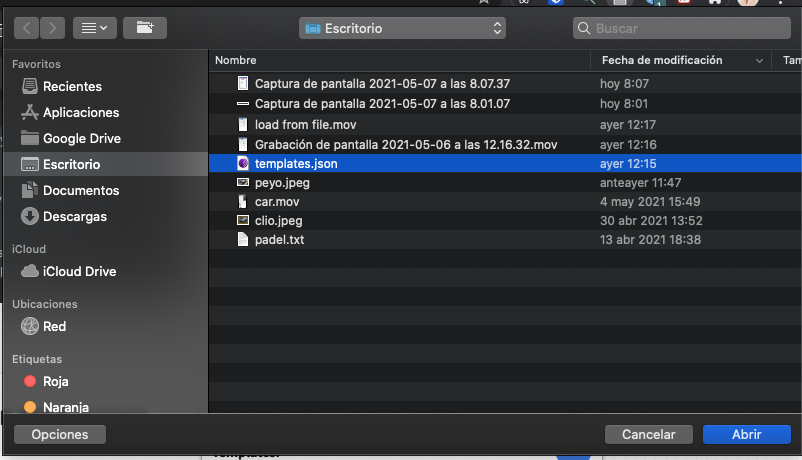 Escritorio
Buscar
Favoritos
Recientes
Aplicaciones
Google Drive
Escritorio
Documentos
Descargas
iCloud
iCloud Drive
Ubicaciones
Red
Etiquetas
Roja
Naranja
Nombre Fecha de modificación Tam
Captura de pantalla 2021-05-07 a las 8.07.37 hoy 8:07
Captura de pantalla 2021-05-07 a las 8.01.07 hoy 8:01
load from file.mov ayer 12:17
Grabación de pantalla 2021-05-06 a las 12.16.32.mov ayer 12:16
templates.json ayer 12:15
peyo.jpeg anteayer 11:47
car.mov 4 may 2021 15:49
clio.jpeg 30 abr 2021 13:52
padel.txt 13 abr 2021 18:38
Opciones Cancelar Abrir